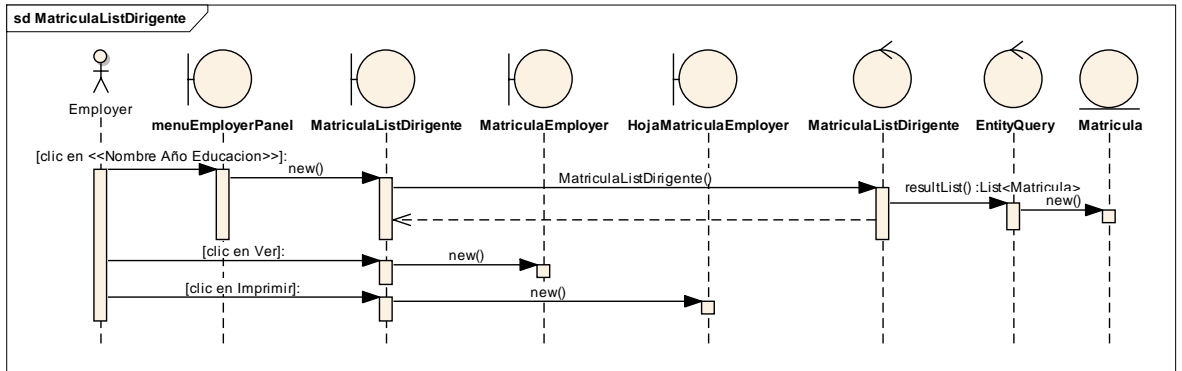 sd MatriculaListDirigente
Employer
menuEmployerPanel
MatriculaListDirigente
MatriculaEmployer
HojaMatriculaEmployer
MatriculaListDirigente
EntityQuery
Matricula
[clic en <<Nombre Año Educacion>>]:
new()
MatriculaListDirigente()
resultList() :List<Matricula>
new()
[clic en Ver]:
new()
[clic en Imprimir]:
new()